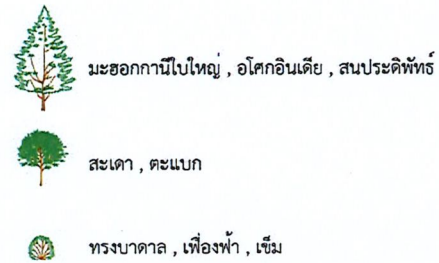 มะฮอกกานีใบใหญ่ , อโศกอินเดีย , สนประดิพัทธ์
สะเดา , ตะแบก
ทรงบาดาล , เฟื่องฟ้า , เข็ม